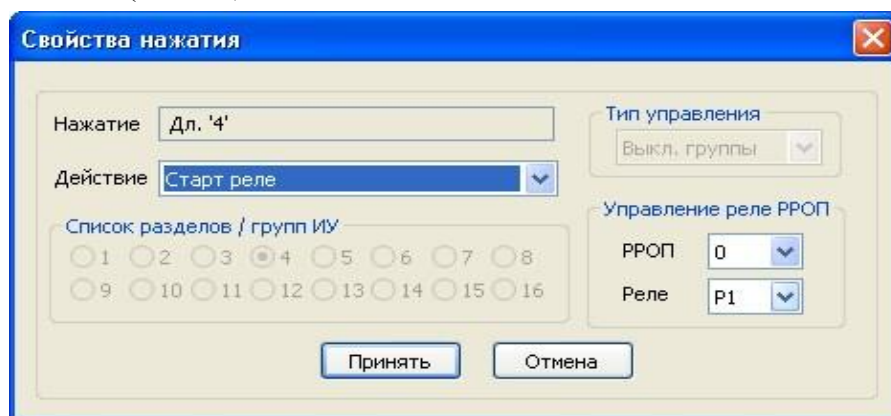 Свойства нажатия
Нажатие Дл. '4'
Действие Старт реле
Тип управления
Выкл. группы
Список разделов / групп ИУ
1 2 3 4 5 6 7 8
9 10 11 12 13 14 15 16
Управление реле РРОП
РРОП 0
Реле Р1
Принять Отмена